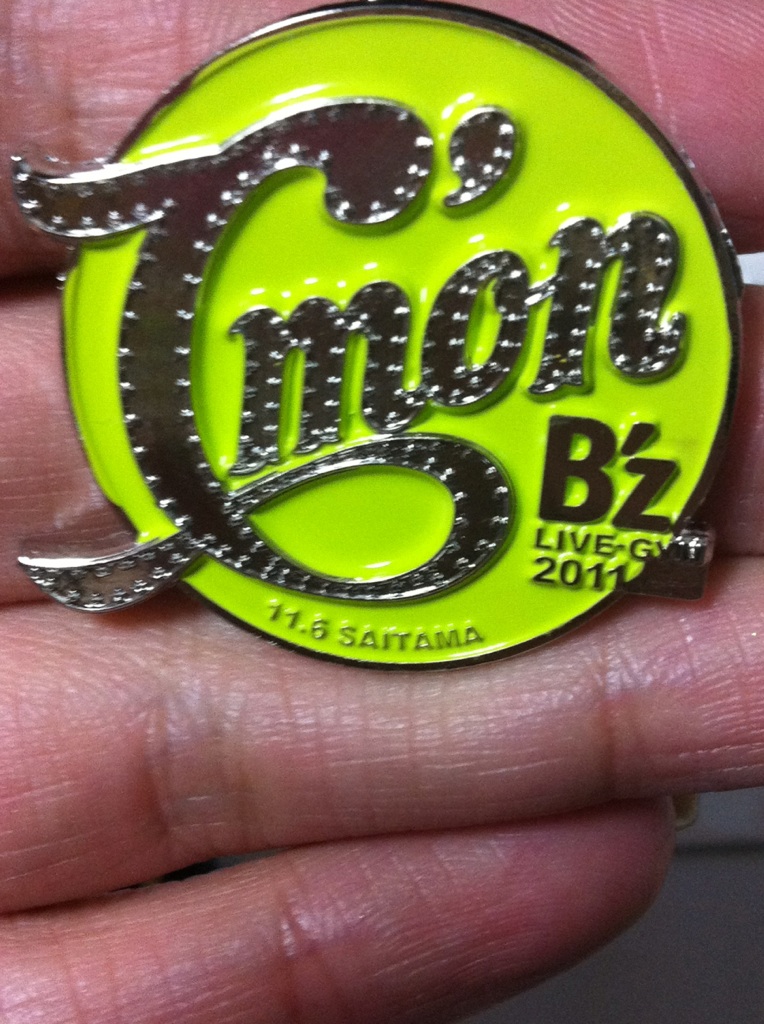 C'mon
B'z
LIVE-GYM
2011
11.6 SAITAMA